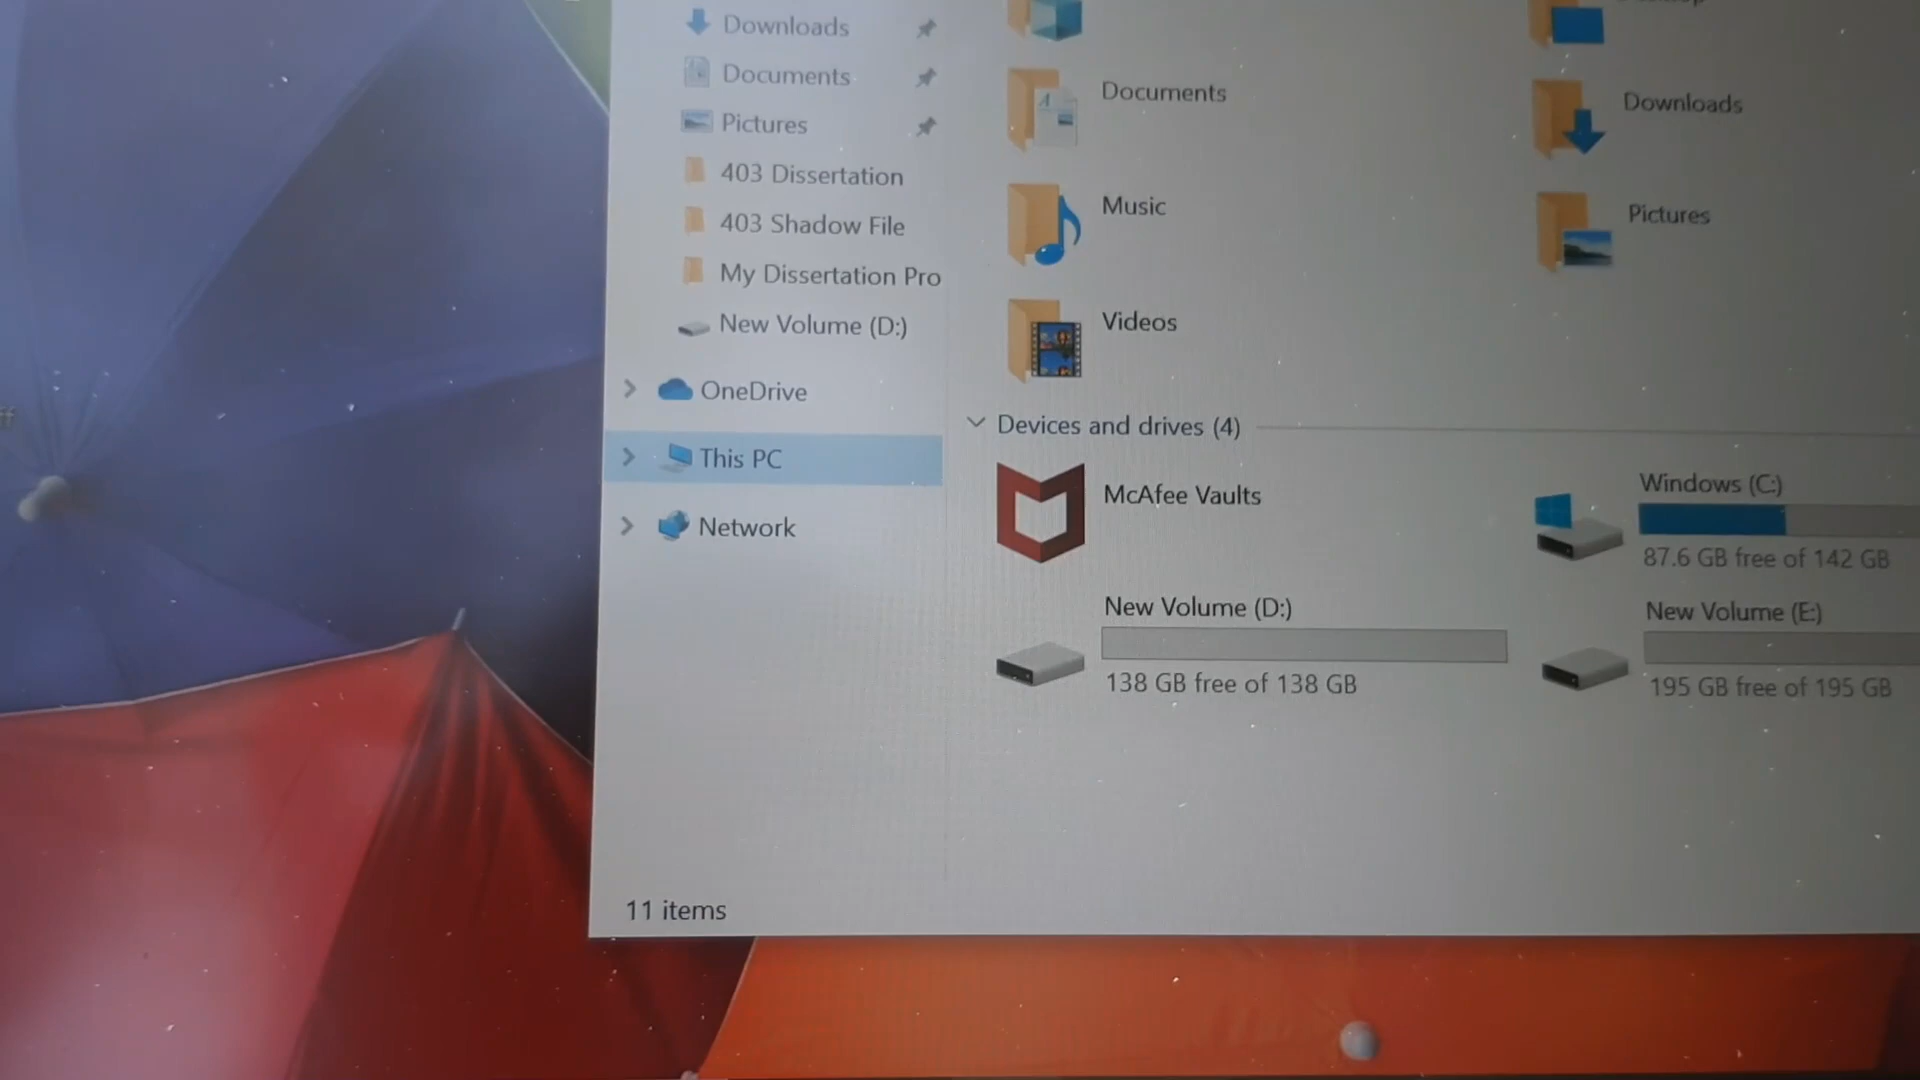 Downloads
Documents
Pictures
403 Dissertation
403 Shadow File
My Dissertation Pro
New Volume (D:)
OneDrive
This PC
Network
11 items
Documents
Downloads
Music
Pictures
Videos
Devices and drives (4)
McAfee Vaults
Windows (C:)
87.6 GB free of 142 GB
New Volume (D:)
138 GB free of 138 GB
New Volume (E:)
195 GB free of 195 GB